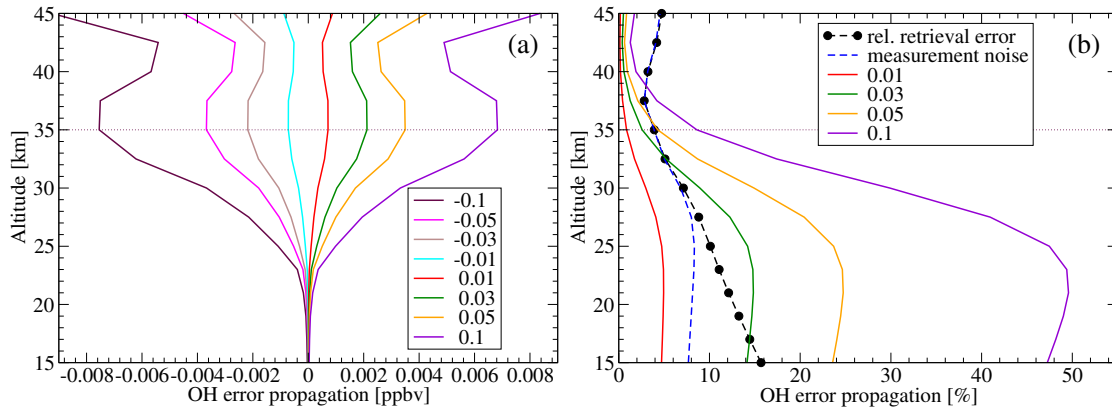 45
40
35
30
25
20
15
Altitude [km]
(a)
-0.1
-0.05
-0.03
-0.01
0.01
0.03
0.05
0.1
-0.008 -0.006 -0.004 -0.002 0 0.002 0.004 0.006 0.008
OH error propagation [ppbv]
45
40
35
30
25
20
15
Altitude [km]
rel. retrieval error
measurement noise
0.01
0.03
0.05
0.1
(b)
0 10 20 30 40 50
OH error propagation [%]